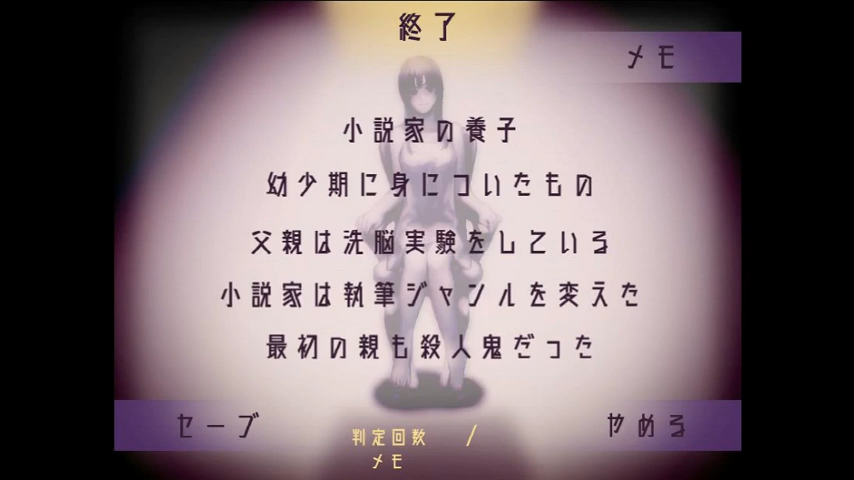 終了
メモ
小説家の養子
幼少期に身についたもの
父親は洗脳実験をしている
小説家は執筆ジャンルを変えた
最初の親も殺人鬼だった
セーブ
やめる
判定回数 /
メモ